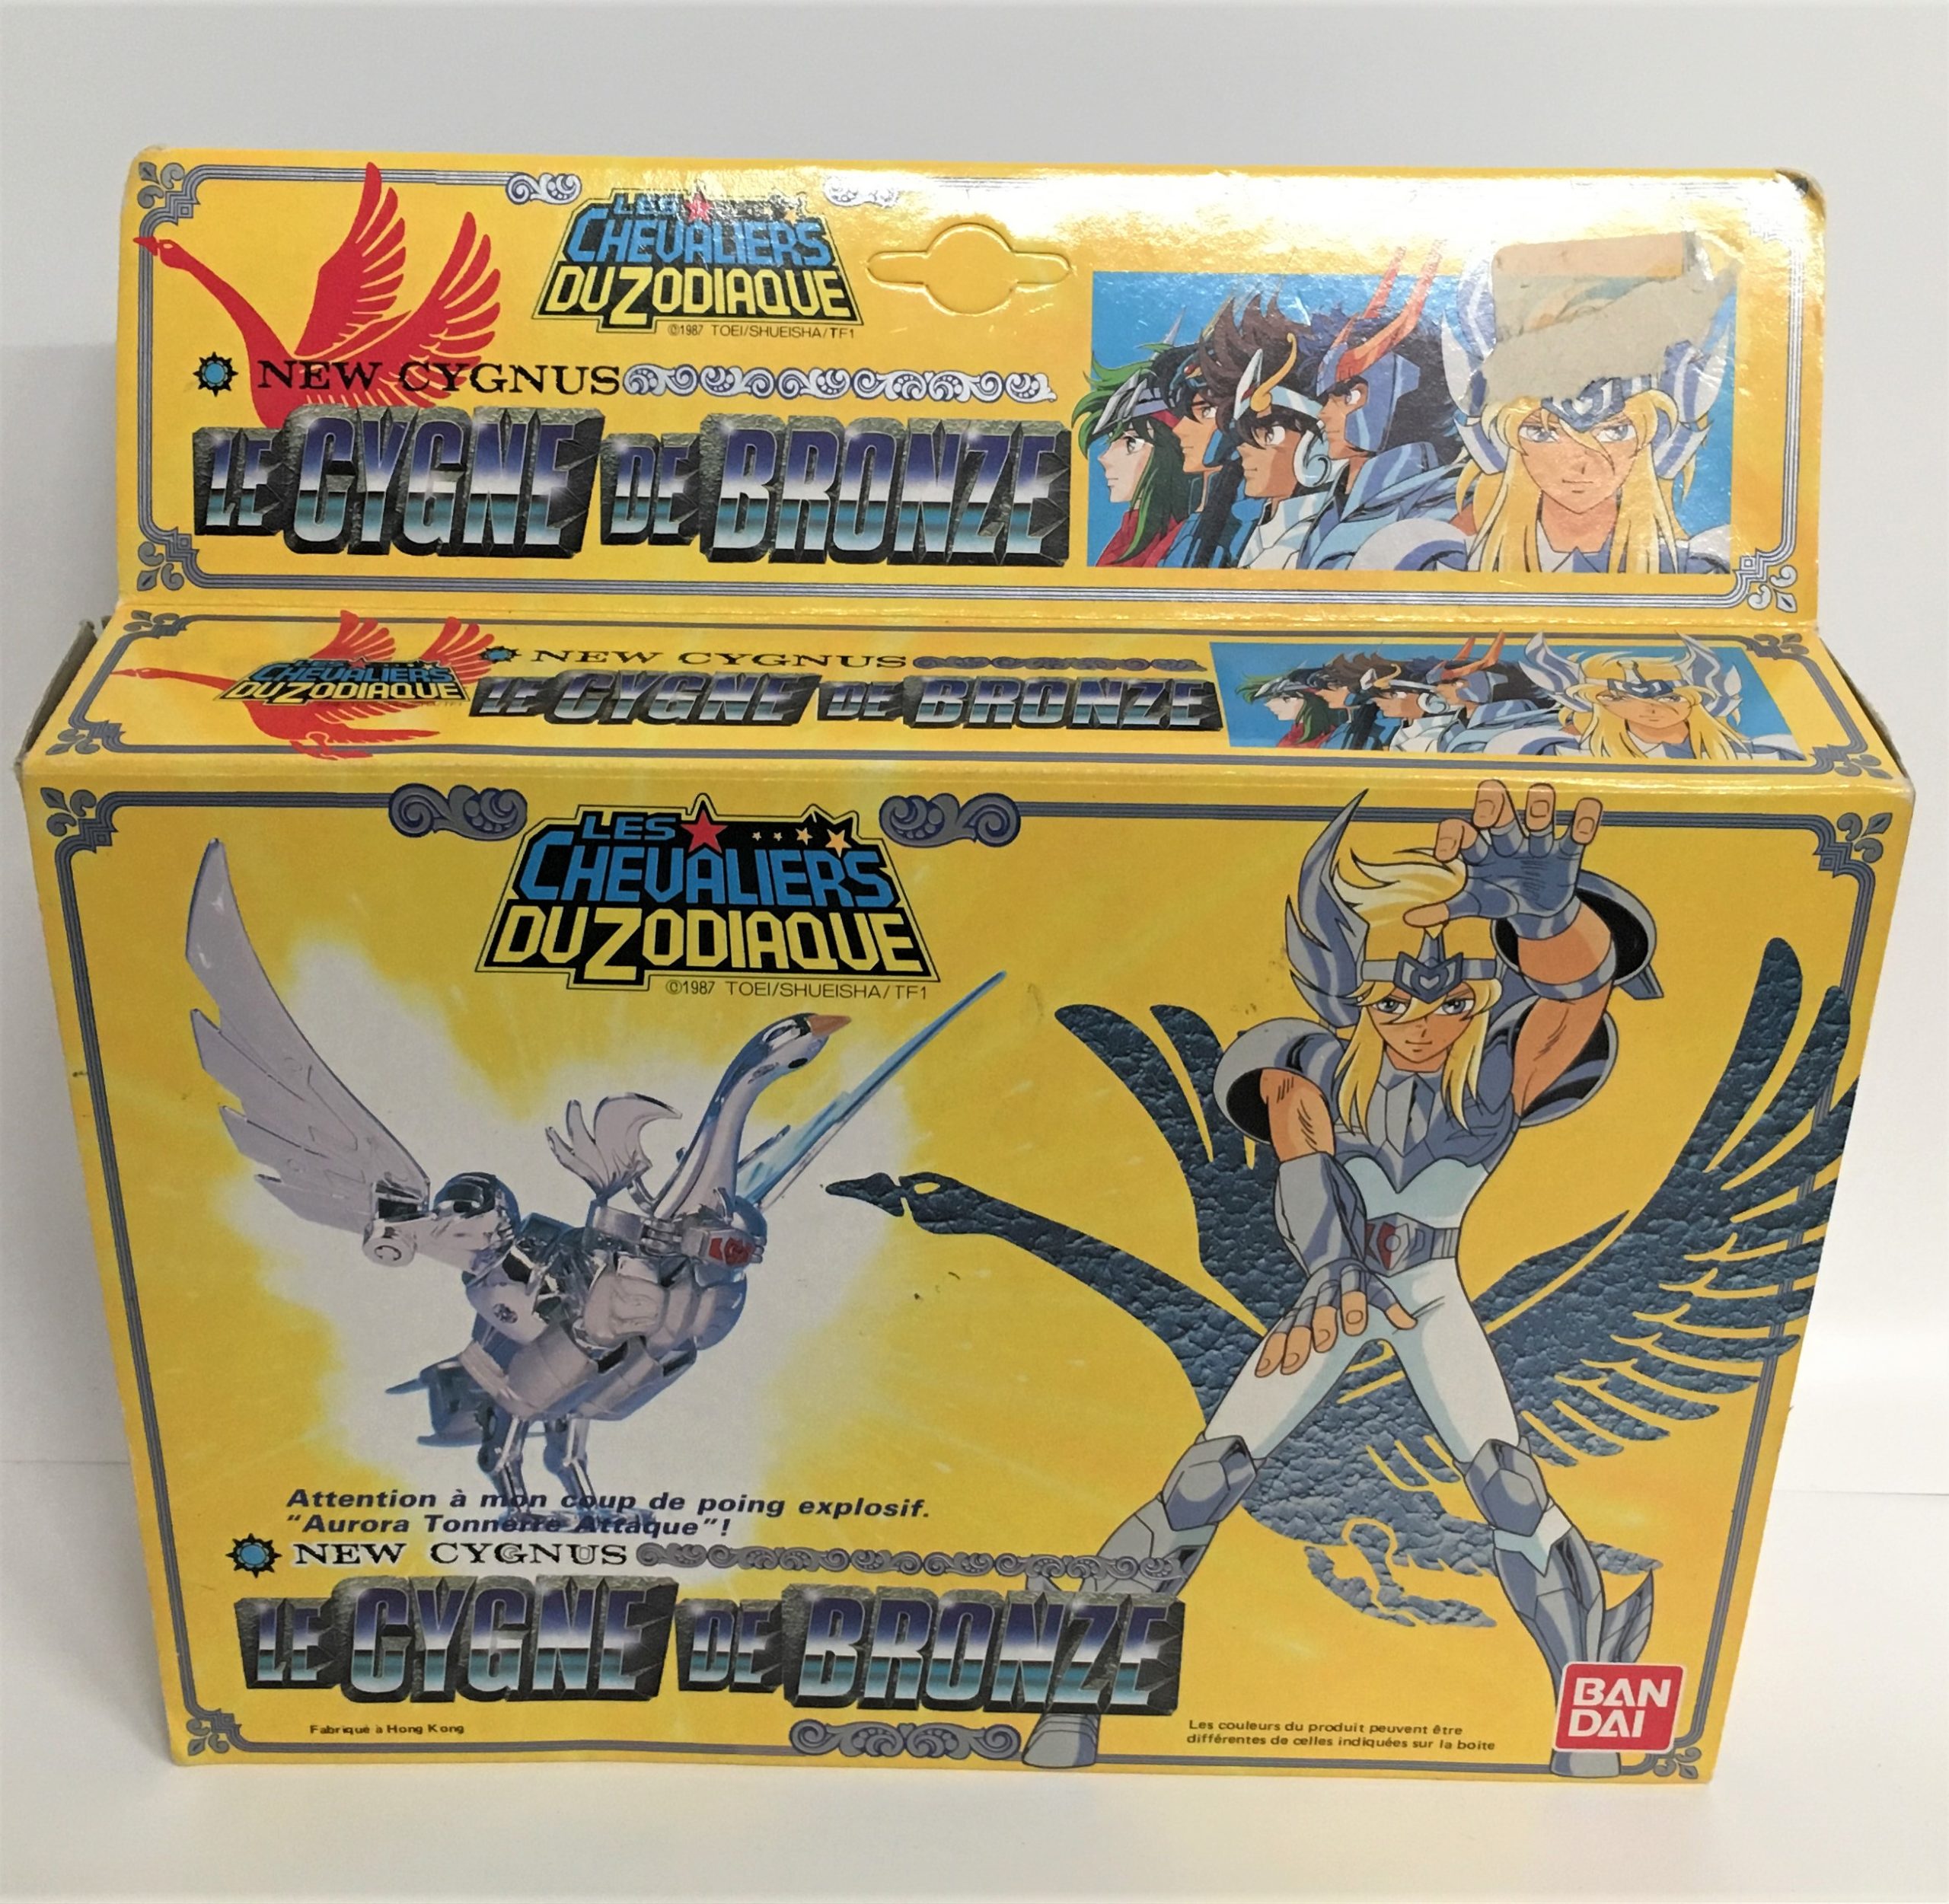 LES
CHEVALIERS
DU ZODIAQUE
©1987 TOEI/SHUEISHA/TF1
NEW CYGNUS
LE CYGNE DE BRONZE
LES
CHEVALIERS
DU ZODIAQUE
NEW CYGNUS
LE CYGNE DE BRONZE
LES
CHEVALIERS
DU ZODIAQUE
©1987 TOEI/SHUEISHA/TF1
Attention à mon coup de poing explosif.
"Aurora Tonnerre Attaque"!
NEW CYGNUS
LE CYGNE DE BRONZE
Fabriqué à Hong Kong
Les couleurs du produit peuvent être
différentes de celles indiquées sur la boite
BAN
DAI